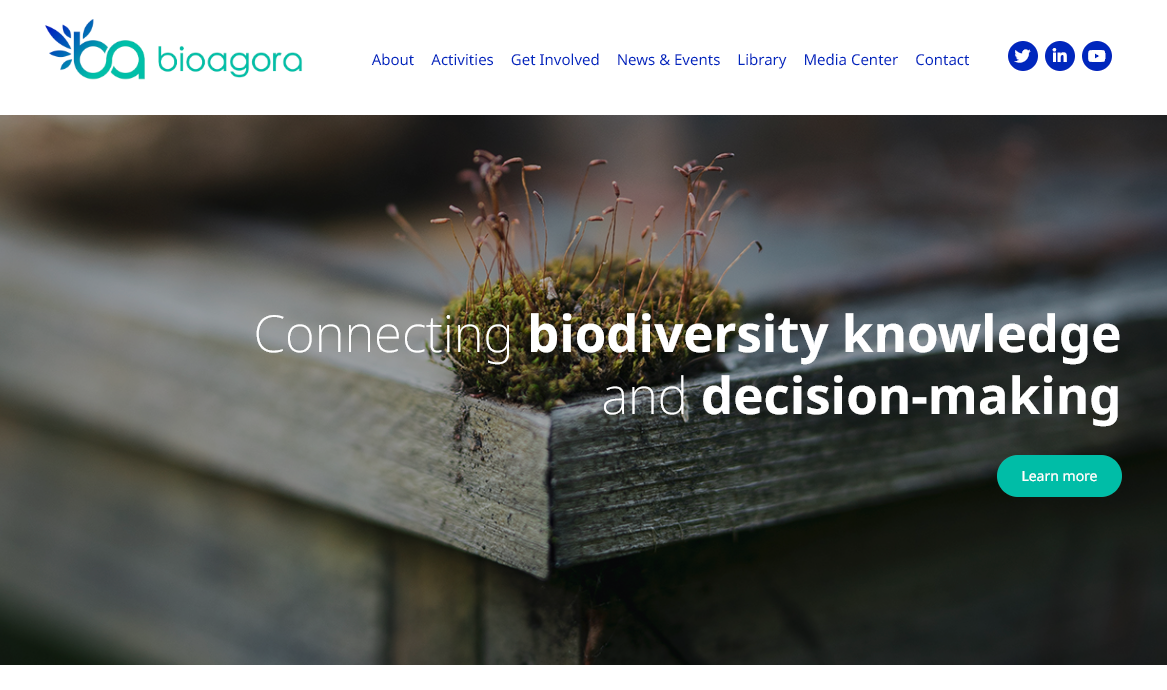 ba bioagora
About Activities Get Involved News & Events Library Media Center Contact
Connecting biodiversity knowledge
and decision-making
Learn more